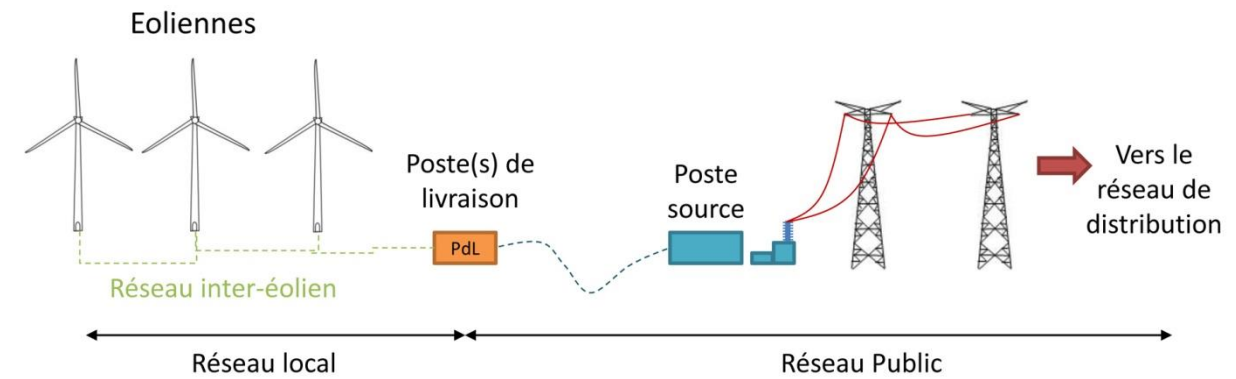 Eoliennes
Poste(s) de
livraison
PdL
Réseau inter-éolien
Poste
source
Vers le
réseau de
distribution
Réseau local
Réseau Public